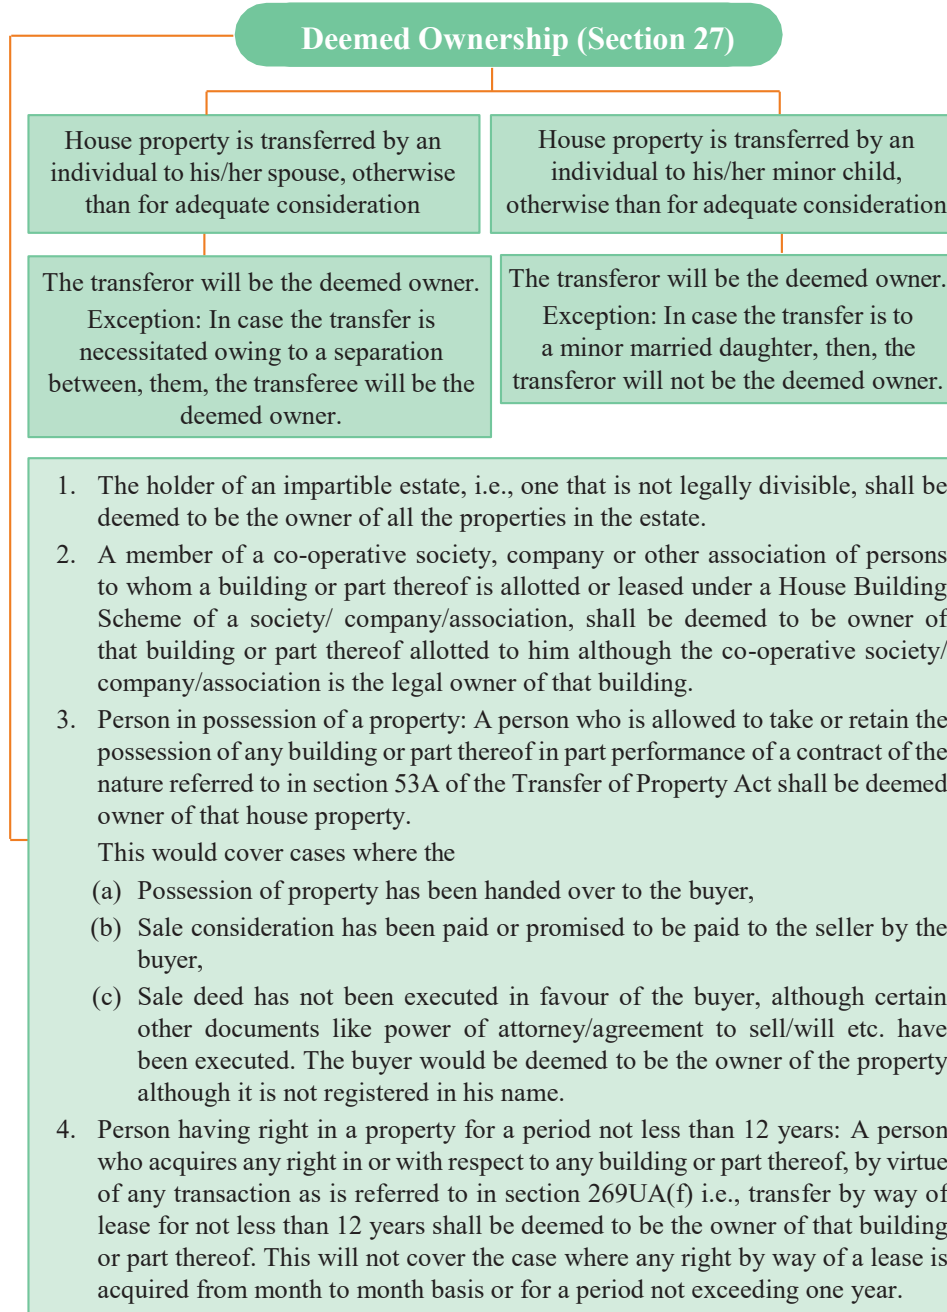 Deemed Ownership (Section 27)
House property is transferred by an
individual to his/her spouse, otherwise
than for adequate consideration
House property is transferred by an
individual to his/her minor child,
otherwise than for adequate consideration
The transferor will be the deemed owner.
Exception: In case the transfer is
necessitated owing to a separation
between, them, the transferee will be the
deemed owner.
The transferor will be the deemed owner.
Exception: In case the transfer is to
a minor married daughter, then, the
transferor will not be the deemed owner.
1. The holder of an impartible estate, i.e., one that is not legally divisible, shall be
deemed to be the owner of all the properties in the estate.
2. A member of a co-operative society, company or other association of persons
to whom a building or part thereof is allotted or leased under a House Building
Scheme of a society/ company/association, shall be deemed to be owner of
that building or part thereof allotted to him although the co-operative society/
company/association is the legal owner of that building.
3. Person in possession of a property: A person who is allowed to take or retain the
possession of any building or part thereof in part performance of a contract of the
nature referred to in section 53A of the Transfer of Property Act shall be deemed
owner of that house property.
This would cover cases where the
(a) Possession of property has been handed over to the buyer,
(b) Sale consideration has been paid or promised to be paid to the seller by the
buyer,
(c) Sale deed has not been executed in favour of the buyer, although certain
other documents like power of attorney/agreement to sell/will etc. have
been executed. The buyer would be deemed to be the owner of the property
although it is not registered in his name.
4. Person having right in a property for a period not less than 12 years: A person
who acquires any right in or with respect to any building or part thereof, by virtue
of any transaction as is referred to in section 269UA(f) i.e., transfer by way of
lease for not less than 12 years shall be deemed to be the owner of that building
or part thereof. This will not cover the case where any right by way of a lease is
acquired from month to month basis or for a period not exceeding one year.